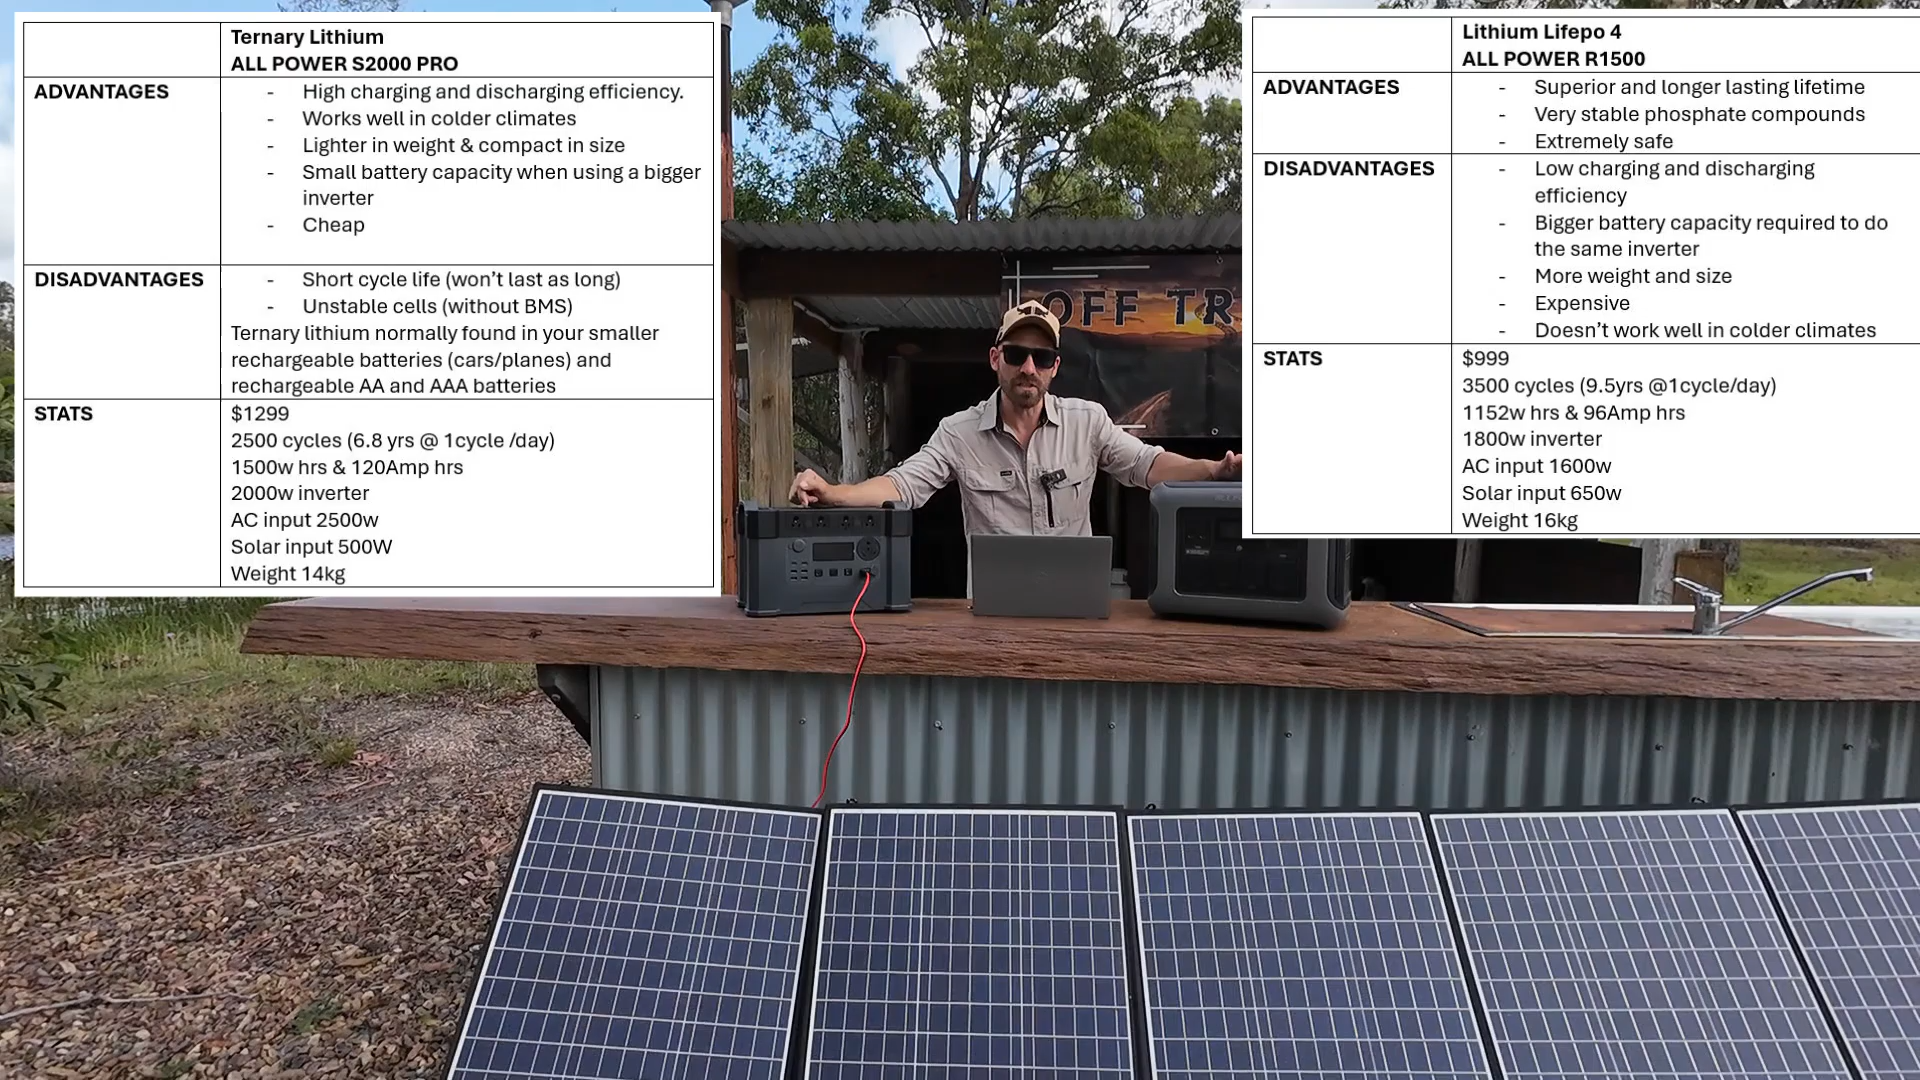 Ternary Lithium
ALL POWER S2000 PRO
ADVANTAGES
- High charging and discharging efficiency.
- Works well in colder climates
- Lighter in weight & compact in size
- Small battery capacity when using a bigger
inverter
- Cheap
DISADVANTAGES
- Short cycle life (won't last as long)
- Unstable cells (without BMS)
Ternary lithium normally found in your smaller
rechargeable batteries (cars/planes) and
rechargeable AA and AAA batteries
STATS
$1299
2500 cycles (6.8 yrs @ 1cycle /day)
1500w hrs & 120Amp hrs
2000w inverter
AC input 2500w
Solar input 500W
Weight 14kg
Lithium Lifepo 4
ALL POWER R1500
ADVANTAGES
- Superior and longer lasting lifetime
- Very stable phosphate compounds
- Extremely safe
DISADVANTAGES
- Low charging and discharging
efficiency
- Bigger battery capacity required to do
the same inverter
- More weight and size
- Expensive
- Doesn't work well in colder climates
STATS
$999
3500 cycles (9.5yrs @1cycle/day)
1152w hrs & 96Amp hrs
1800w inverter
AC input 1600w
Solar input 650w
Weight 16kg
OFF TR